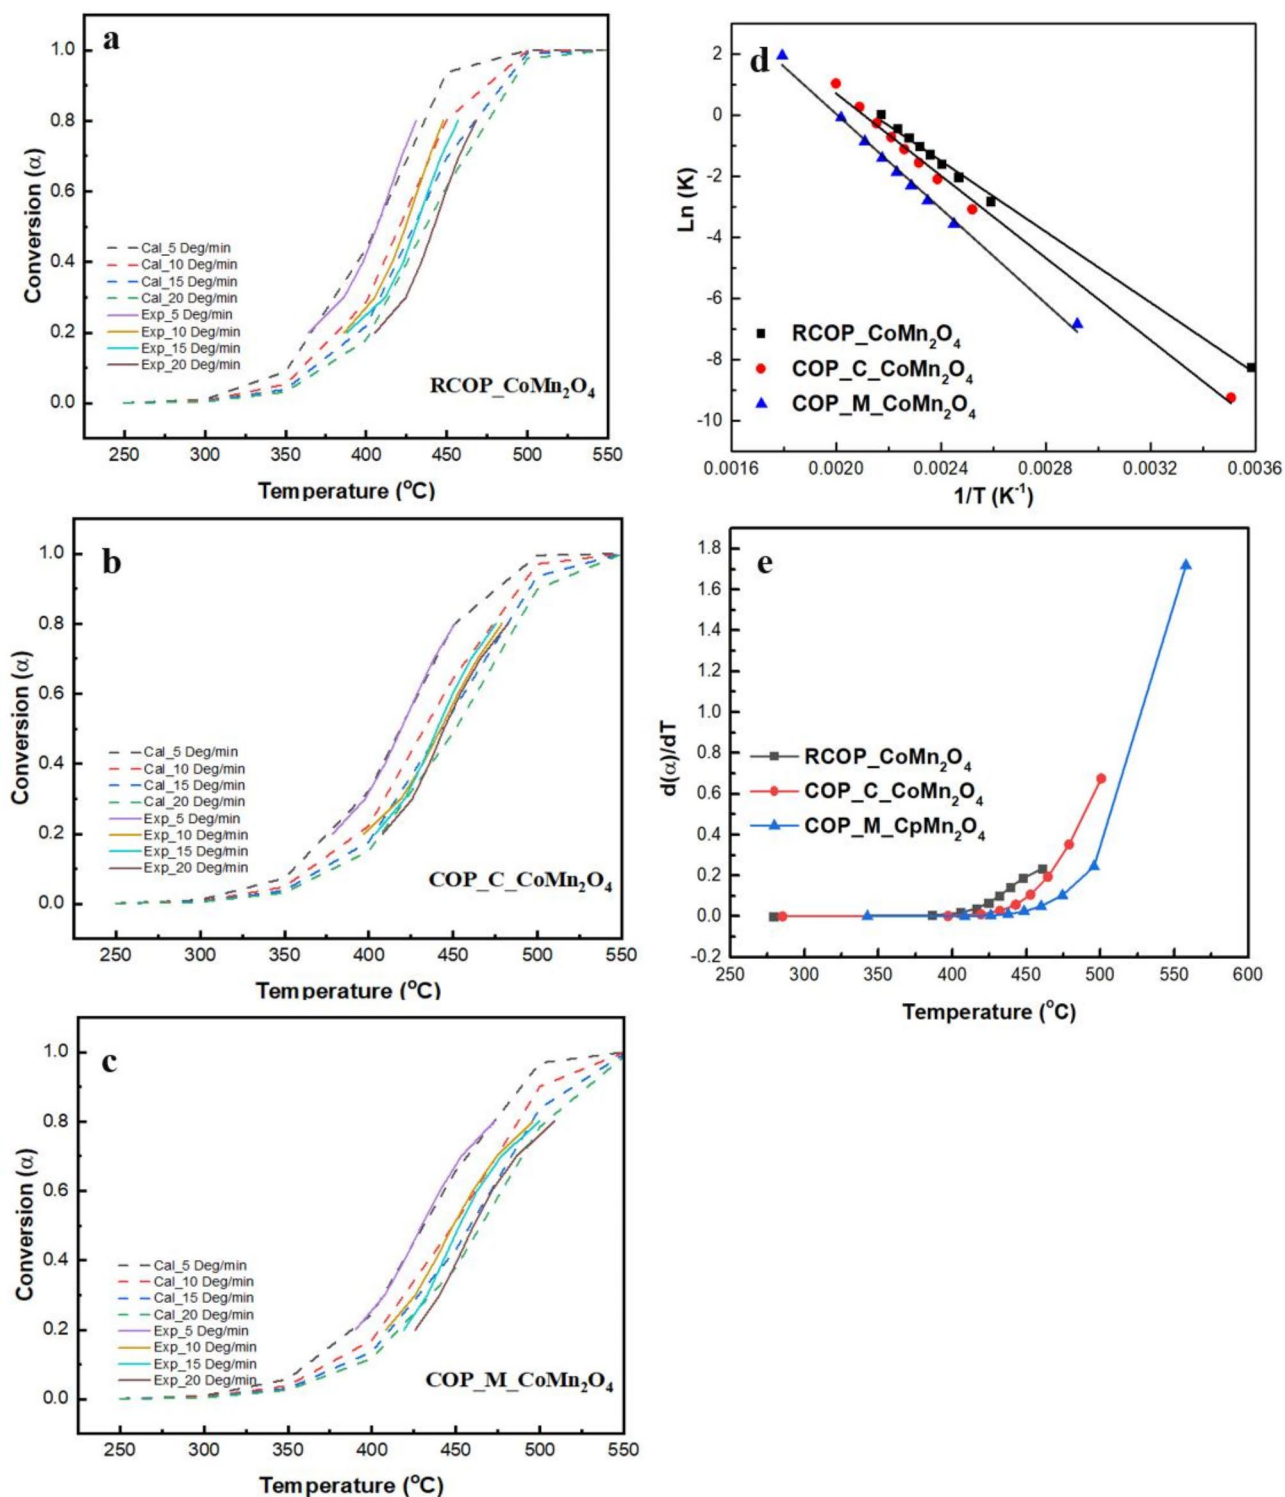 a
1.0
0.8
0.6
0.4
0.2
0.0
Conversion (α)
Cal_5 Deg/min
Cal_10 Deg/min
Cal_15 Deg/min
Cal_20 Deg/min
Exp_5 Deg/min
Exp_10 Deg/min
Exp_15 Deg/min
Exp_20 Deg/min
RCOP_CoMn₂O₄
250 300 350 400 450 500 550
Temperature (°C)
d
2
0
-2
-4
-6
-8
-10
Ln (K)
RCOP_CoMn₂O₄
COP_C_CoMn₂O₄
COP_M_CoMn₂O₄
0.0016 0.0020 0.0024 0.0028 0.0032 0.0036
1/T (K⁻¹)
b
1.0
0.8
0.6
0.4
0.2
0.0
Conversion (α)
Cal_5 Deg/min
Cal_10 Deg/min
Cal_15 Deg/min
Cal_20 Deg/min
Exp_5 Deg/min
Exp_10 Deg/min
Exp_15 Deg/min
Exp_20 Deg/min
COP_C_CoMn₂O₄
250 300 350 400 450 500 550
Temperature (°C)
e
1.8
1.6
1.4
1.2
1.0
0.8
0.6
0.4
0.2
0.0
-0.2
d(α)/dT
RCOP_CoMn₂O₄
COP_C_CoMn₂O₄
COP_M_CpMn₂O₄
250 300 350 400 450 500 550 600
Temperature (°C)
c
1.0
0.8
0.6
0.4
0.2
0.0
Conversion (α)
Cal_5 Deg/min
Cal_10 Deg/min
Cal_15 Deg/min
Cal_20 Deg/min
Exp_5 Deg/min
Exp_10 Deg/min
Exp_15 Deg/min
Exp_20 Deg/min
COP_M_CoMn₂O₄
250 300 350 400 450 500 550
Temperature (°C)